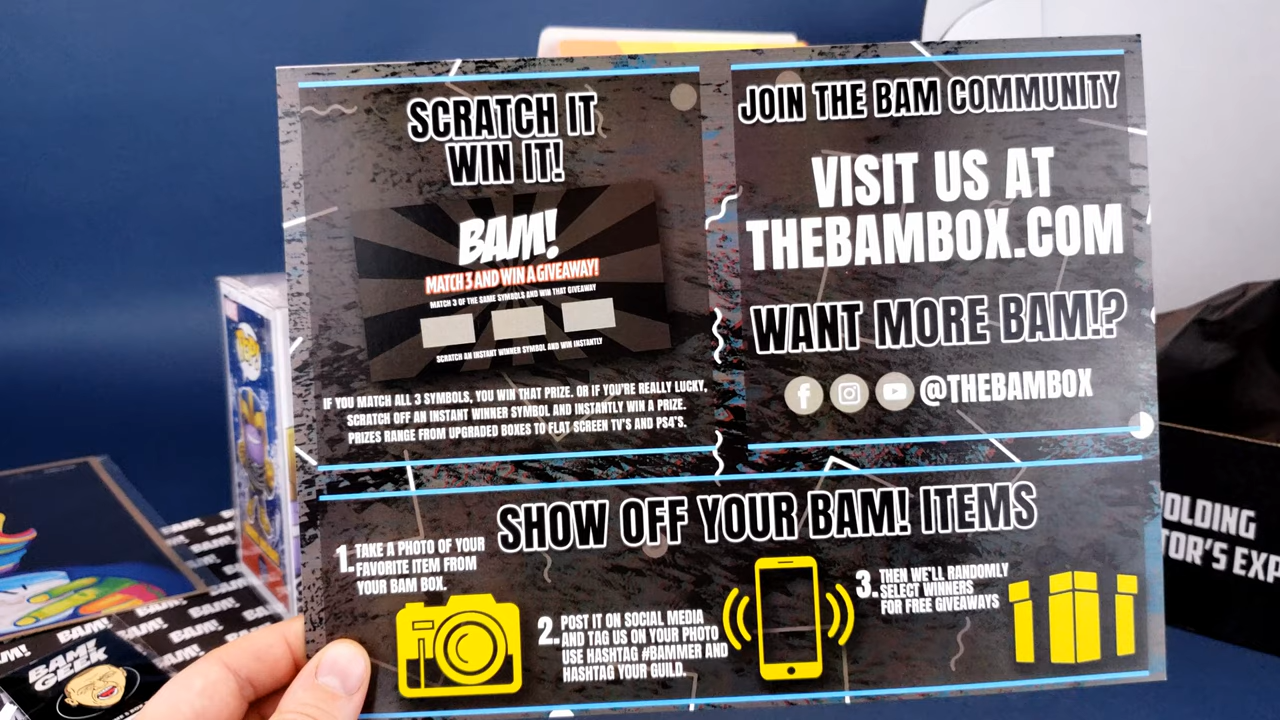 SCRATCH IT
WIN IT!
BAM!
MATCH 3 AND WIN A GIVEAWAY!
MATCH 3 OF THE SAME SYMBOLS AND WIN THAT GIVEAWAY
SCRATCH AN INSTANT WINNER SYMBOL AND WIN INSTANTLY
IF YOU MATCH ALL 3 SYMBOLS, YOU WIN THAT PRIZE. OR IF YOU'RE REALLY LUCKY,
SCRATCH OFF AN INSTANT WINNER SYMBOL AND INSTANTLY WIN A PRIZE.
PRIZES RANGE FROM UPGRADED BOXES TO FLAT SCREEN TV'S AND PS4'S.
JOIN THE BAM COMMUNITY
VISIT US AT
THEBAMBOX.COM
WANT MORE BAM!?
@THEBAMBOX
SHOW OFF YOUR BAM! ITEMS
1. TAKE A PHOTO OF YOUR
FAVORITE ITEM FROM
YOUR BAM BOX.
2. POST IT ON SOCIAL MEDIA
AND TAG US ON YOUR PHOTO
USE HASHTAG #BAMMER AND
HASHTAG YOUR GUILD.
3. THEN WE'LL RANDOMLY
SELECT WINNERS
FOR FREE GIVEAWAYS
OLDING
TOR'S EXP
BAM!
BAM!
BAM!
BAM!
GEEK